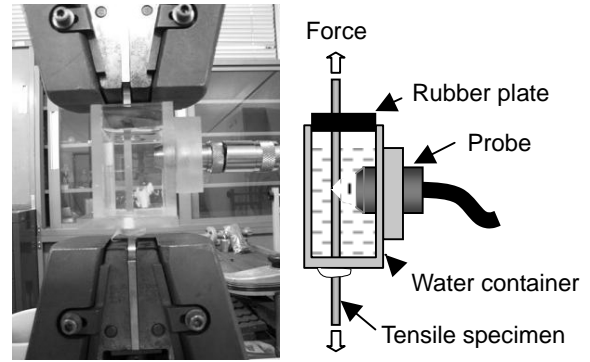 Force
Rubber plate
Probe
Water container
Tensile specimen